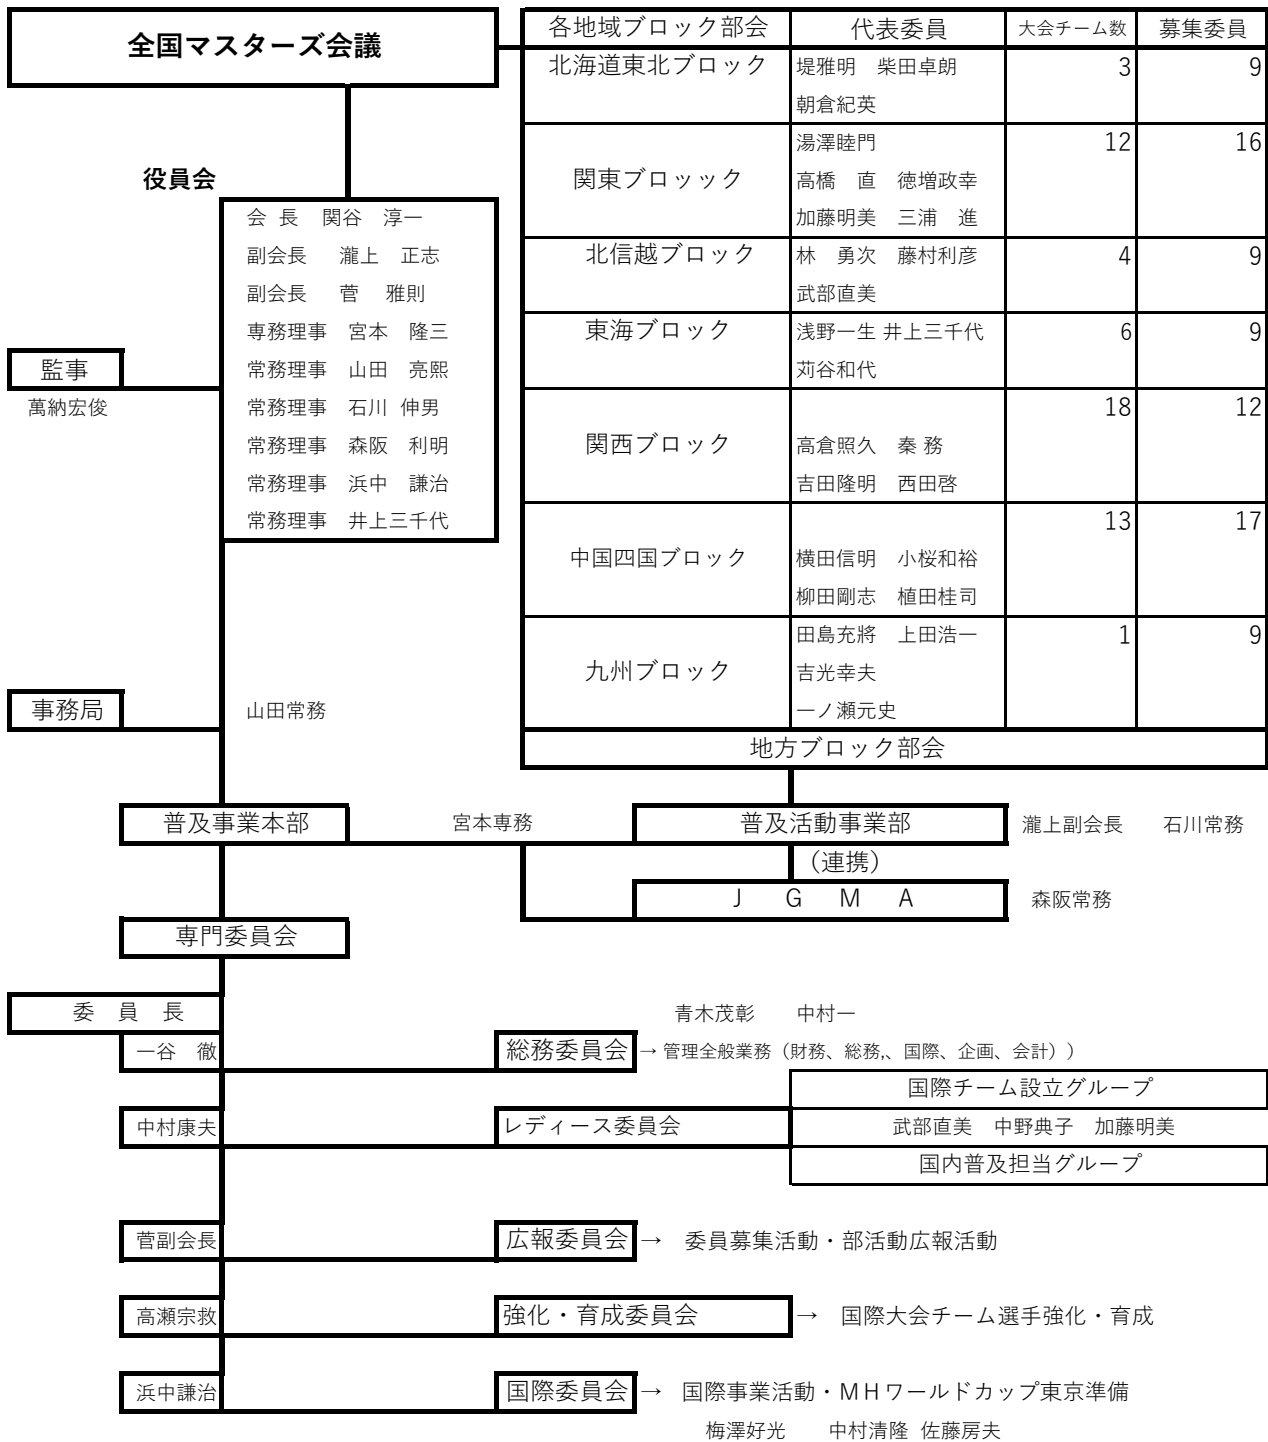 全国マスターズ会議
各地域ブロック部会 代表委員 大会チーム数 募集委員
北海道東北ブロック 堤雅明 柴田卓朗 3 9
朝倉紀英
湯澤睦門 12 16
関東ブロッック 高橋 直 徳増政幸
加藤明美 三浦 進
北信越ブロック 林 勇次 藤村利彦 4 9
武部直美
東海ブロック 浅野一生 井上三千代 6 9
苅谷和代
18 12
関西ブロック 高倉照久 秦 務
吉田隆明 西田啓
13 17
中国四国ブロック 横田信明 小桜和裕
柳田剛志 植田桂司
田島充將 上田浩一 1 9
九州ブロック 吉光幸夫
一ノ瀬元史
地方ブロック部会
役員会
会 長 関谷 淳一
副会長 瀧上 正志
副会長 菅 雅則
専務理事 宮本 隆三
常務理事 山田 亮熙
常務理事 石川 伸男
常務理事 森阪 利明
常務理事 浜中 謙治
常務理事 井上三千代
監事
萬納宏俊
事務局 山田常務
普及事業本部 宮本専務 普及活動事業部 瀧上副会長 石川常務
（連携）
J G M A 森阪常務
専門委員会
委 員 長 青木茂彰 中村一
一谷 徹 総務委員会 → 管理全般業務（財務、総務,、国際、企画、会計））
国際チーム設立グループ
中村康夫 レディース委員会 武部直美 中野典子 加藤明美
国内普及担当グループ
菅副会長 広報委員会 → 委員募集活動・部活動広報活動
高瀬宗救 強化・育成委員会 → 国際大会チーム選手強化・育成
浜中謙治 国際委員会 → 国際事業活動・ＭＨワールドカップ東京準備
梅澤好光 中村清隆 佐藤房夫